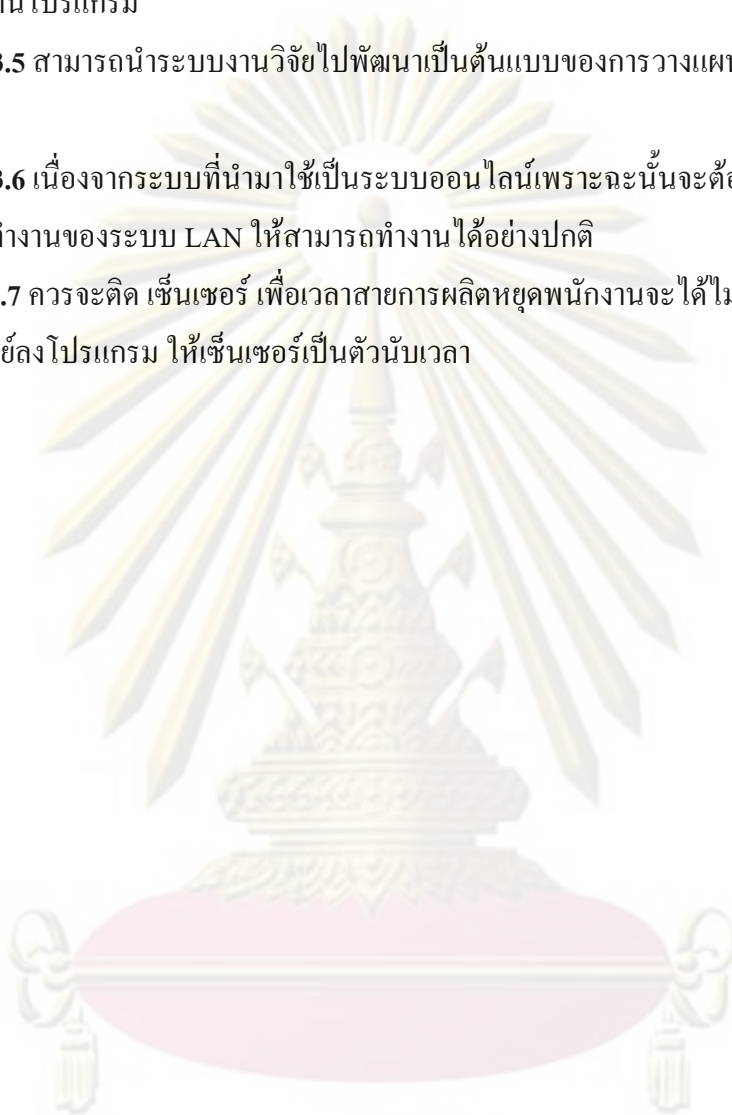 โปรแกรม
3.5 สามารถนำระบบงานวิจัยไปพัฒนาเป็นต้นแบบของการวางแผน
3.6 เนื่องจากระบบที่นำมาใช้เป็นระบบออนไลน์เพราะฉะนั้นจะต้อ
ทำงานของระบบ LAN ให้สามารถทำงานได้อย่างปกติ
.7 ควรจะติด เซ็นเซอร์ เพื่อเวลาสายการผลิตหยุดพนักงานจะได้ไม
ย์ลงโปรแกรม ให้เซ็นเซอร์เป็นตัวนับเวลา